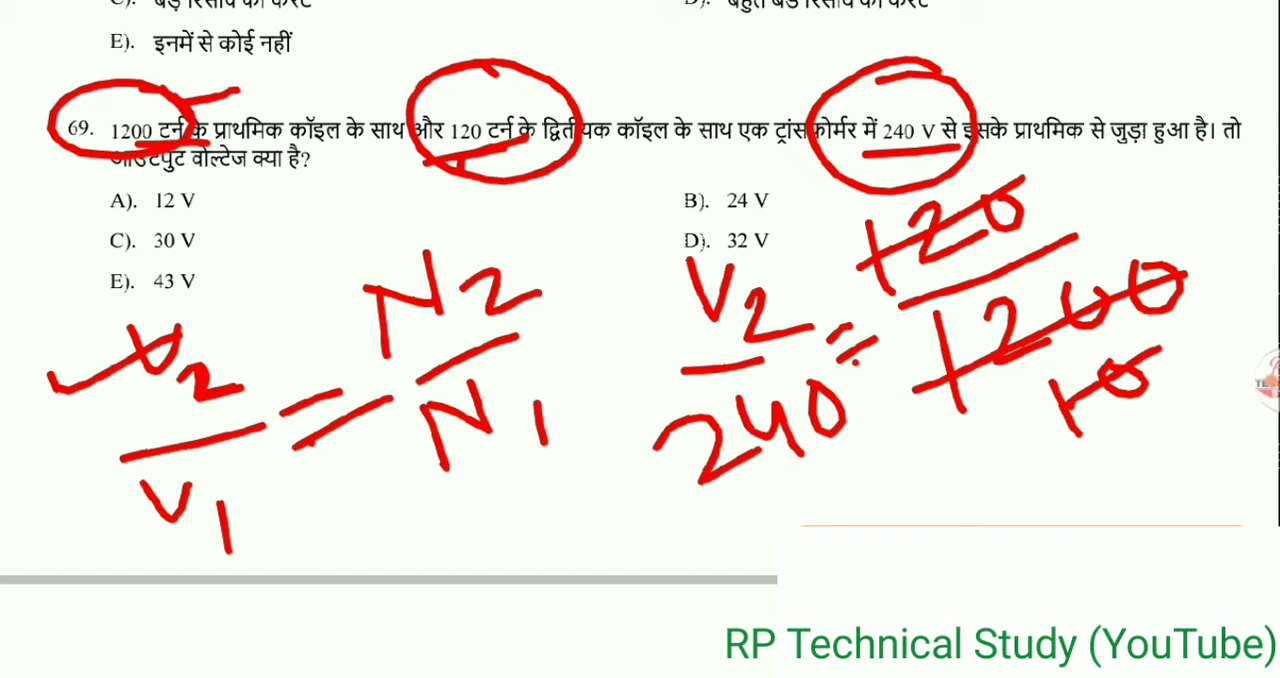 E). इनमें से कोई नहीं
69. 1200 टर्न के प्राथमिक कॉइल के साथ और 120 टर्न के द्वितीयक कॉइल के साथ एक ट्रांसफोर्मर में 240 V से इसके प्राथमिक से जुड़ा हुआ है। तो
आउटपुट वोल्टेज क्या है?
A). 12 V B). 24 V
C). 30 V D). 32 V
E). 43 V
V2 / V1 = N2 / N1
V2 / 240 = 120 / 1200
10
RP Technical Study (YouTube)